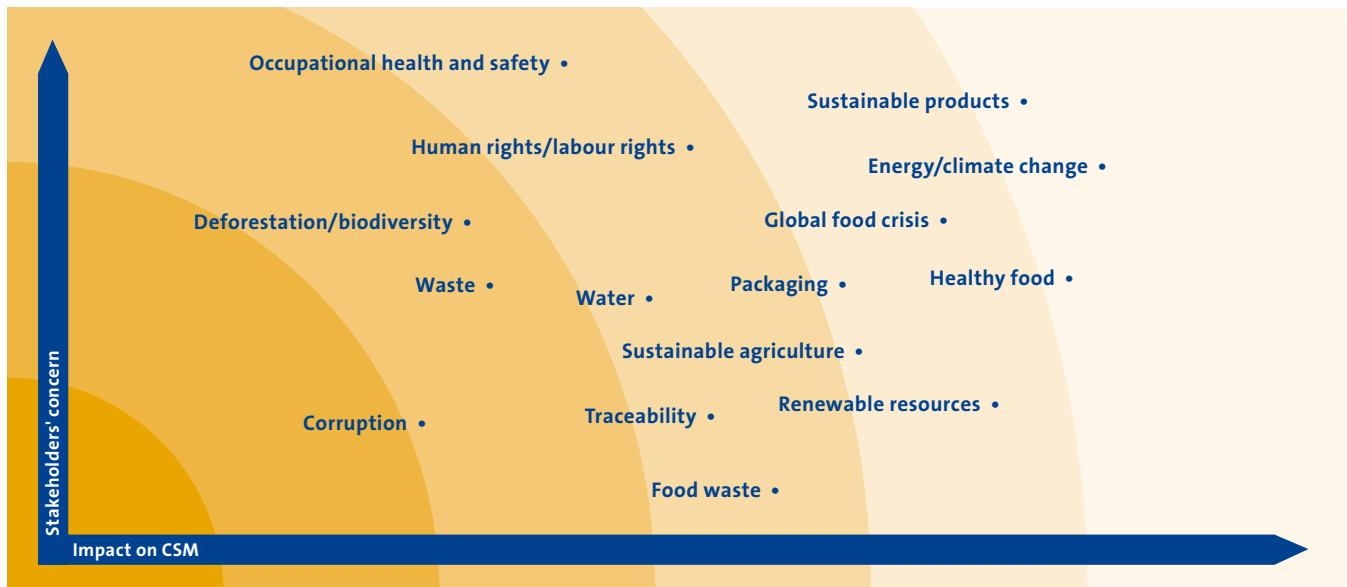 Occupational health and safety •
Sustainable products •
Human rights/labour rights •
Energy/climate change •
Deforestation/biodiversity •
Global food crisis •
Waste •
Water •
Packaging •
Healthy food •
Sustainable agriculture •
Corruption •
Traceability •
Renewable resources •
Food waste •
Stakeholders' concern
Impact on CSM